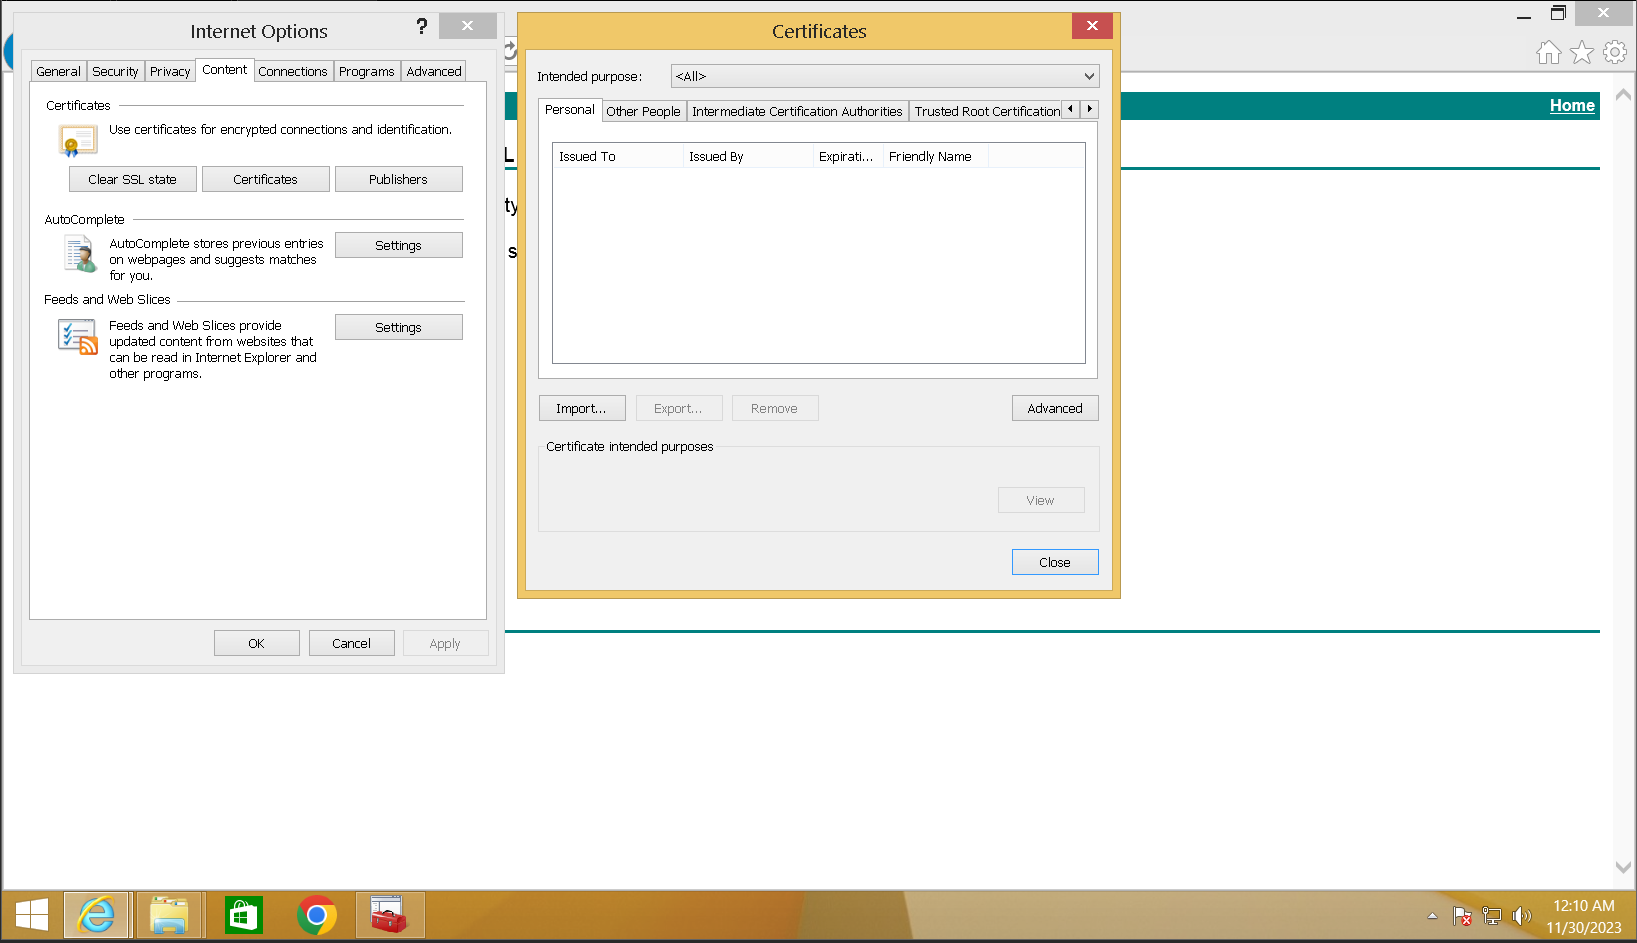 Internet Options
?
General
Security
Privacy
Content
Connections
Programs
Advanced
Certificates
Use certificates for encrypted connections and identification.
Clear SSL state
Certificates
Publishers
AutoComplete
AutoComplete stores previous entries
on webpages and suggests matches
for you.
Settings
Feeds and Web Slices
Feeds and Web Slices provide
updated content from websites that
can be read in Internet Explorer and
other programs.
Settings
OK
Cancel
Apply
Certificates
Intended purpose:
<All>
Personal
Other People
Intermediate Certification Authorities
Trusted Root Certification
Issued To
Issued By
Expirati...
Friendly Name
Import...
Export...
Remove
Advanced
Certificate intended purposes
View
Close
Home
L
ty
s
12:10 AM
11/30/2023